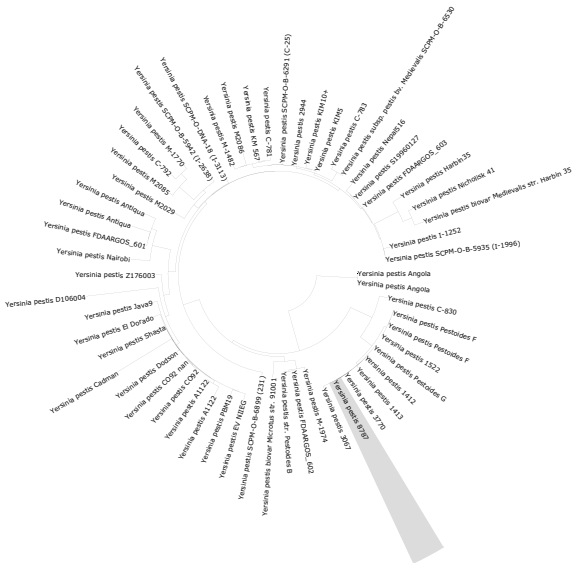 Yersinia pestis subsp. pestis bv. Medievalis SCPM-O-B-6530
Yersinia pestis Nepal516
Yersinia pestis S19960127
Yersinia pestis FDAARGOS_603
Yersinia pestis Harbin35
Yersinia pestis Nicholisk 41
Yersinia pestis biovar Medievalis str. Harbin 35
Yersinia pestis I-1252
Yersinia pestis SCPM-O-B-5935 (I-1996)
Yersinia pestis Angola
Yersinia pestis Angola
Yersinia pestis C-830
Yersinia pestis Pestoides F
Yersinia pestis Pestoides F
Yersinia pestis 1522
Yersinia pestis Pestoides G
Yersinia pestis 1412
Yersinia pestis 1413
Yersinia pestis 3770
Yersinia pestis 8787
Yersinia pestis 3067
Yersinia pestis M-1974
Yersinia pestis FDAARGOS_602
Yersinia pestis str. Pestoides B
Yersinia pestis biovar Microtus str. 91001
Yersinia pestis SCPM-O-B-6899 (231)
Yersinia pestis EV NIIEG
Yersinia pestis PBM19
Yersinia pestis A1122
Yersinia pestis A1122
Yersinia pestis CO92
Yersinia pestis CO92 nan
Yersinia pestis Dodson
Yersinia pestis Cadman
Yersinia pestis Shasta
Yersinia pestis El Dorado
Yersinia pestis Java9
Yersinia pestis D106004
Yersinia pestis Z176003
Yersinia pestis Nairobi
Yersinia pestis FDAARGOS_601
Yersinia pestis Antiqua
Yersinia pestis Antiqua
Yersinia pestis M2029
Yersinia pestis M2085
Yersinia pestis C-792
Yersinia pestis M-1770
Yersinia pestis SCPM-O-B-5942 (I-2638)
Yersinia pestis SCPM-O-DNA-18 (I-3113)
Yersinia pestis M-1482
Yersinia pestis M2086
Yersinia pestis KM 567
Yersinia pestis C-781
Yersinia pestis SCPM-O-B-6291 (C-25)
Yersinia pestis 2944
Yersinia pestis KIM10+
Yersinia pestis KIM5
Yersinia pestis C-783